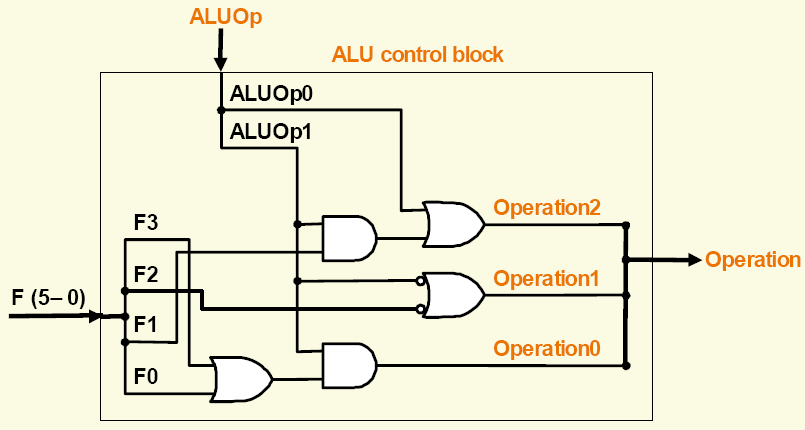 ALUOp
ALU control block
ALUOp0
ALUOp1
F3
Operation2
F2
Operation1
Operation
F (5– 0)
F1
F0
Operation0